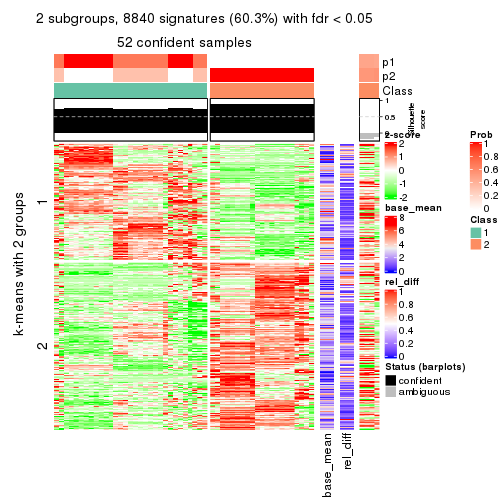 2 subgroups, 8840 signatures (60.3%) with fdr < 0.05
52 confident samples
p1
p2
Class
1
0.5
0
Silhouette
score
k-means with 2 groups
1
2
base_mean
rel_diff
z-score
2
1
0
-1
-2
base_mean
8
6
4
2
0
rel_diff
1
0.8
0.6
0.4
0.2
0
Status (barplots)
confident
ambiguous
Prob
1
0.8
0.6
0.4
0.2
0
Class
1
2